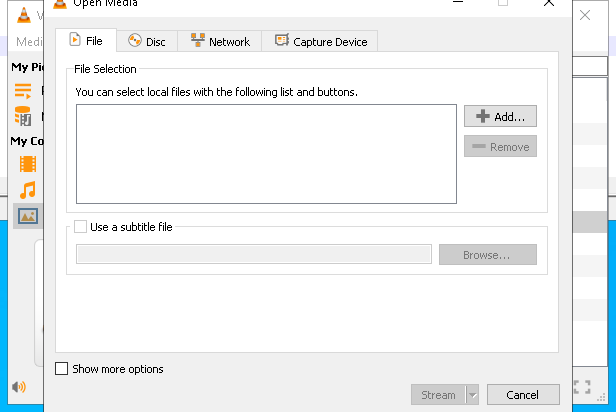 Open Media
Medi
File
Disc
Network
Capture Device
My Pi
File Selection
You can select local files with the following list and buttons.
Add...
Remove
My Co
Use a subtitle file
Browse...
Show more options
Stream
Cancel